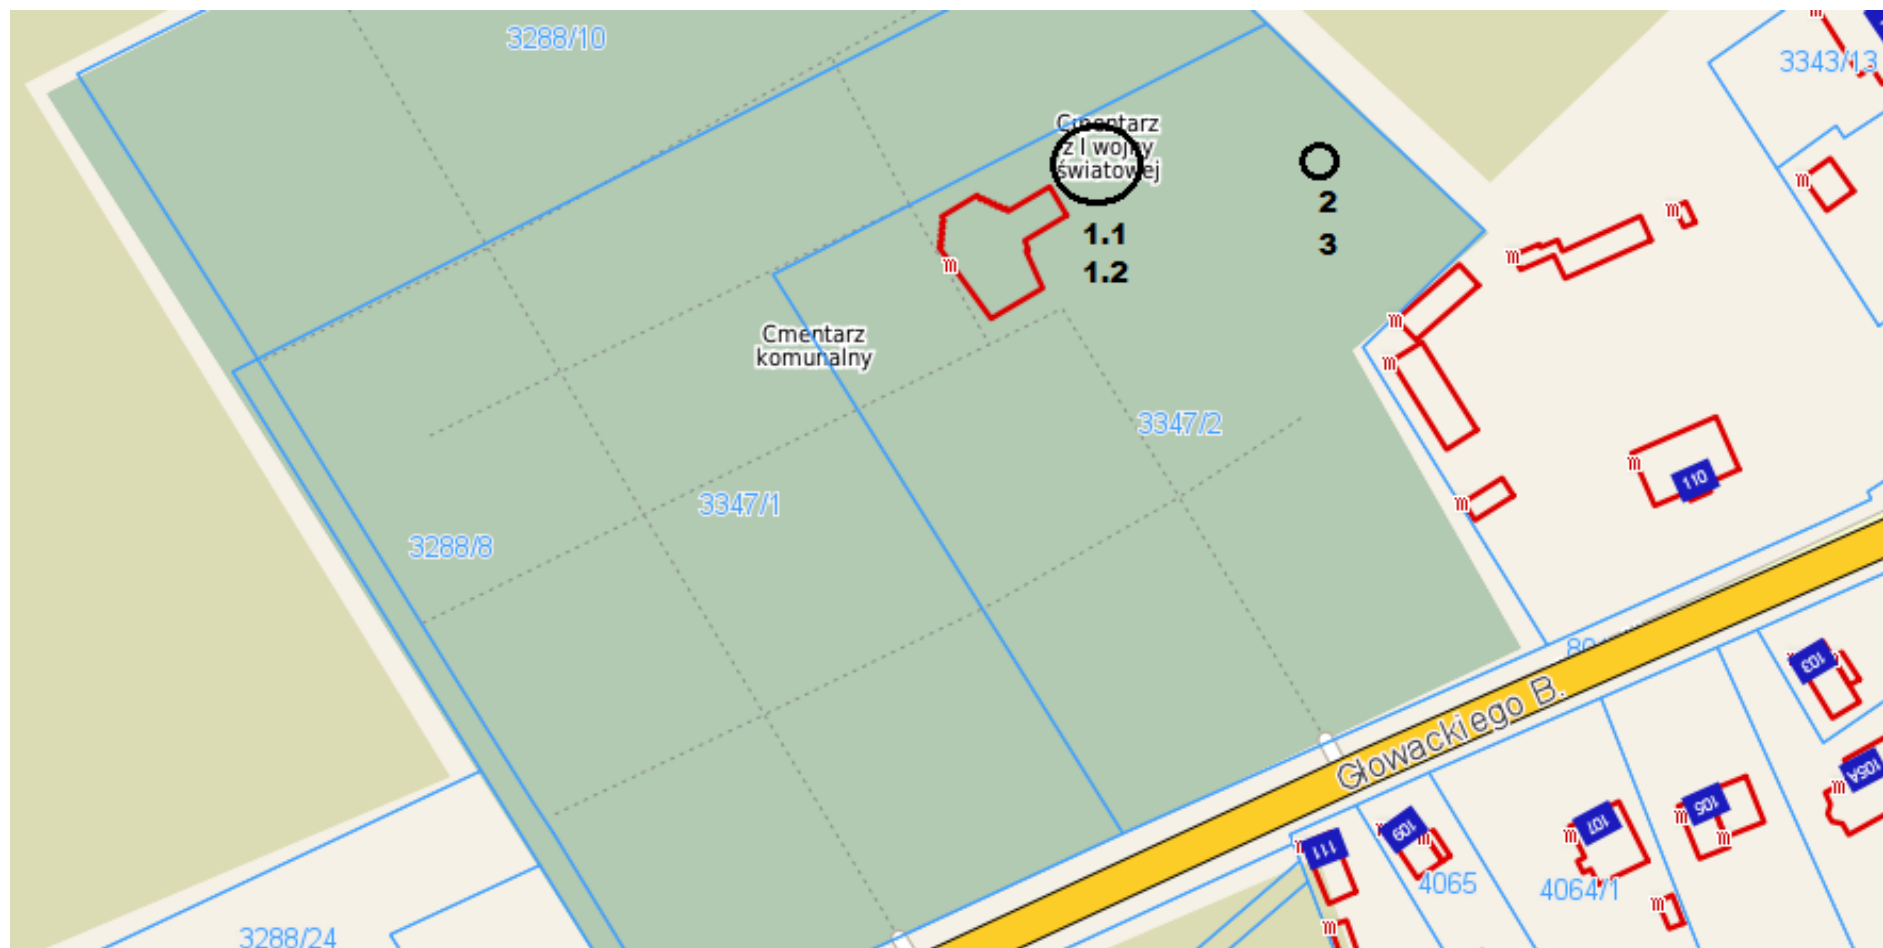 3288/10
3343/13
Cmentarz
z I wojny
światowej
m
m
2
1.1
3
m
m
1.2
m
Cmentarz
komunalny
m
3347/2
m
110
3347/1
m
3288/8
103
Głowackiego B.
105A
m
105
m
m
107
m
109
m
111
m
4065
4064/1
m
m
3288/24